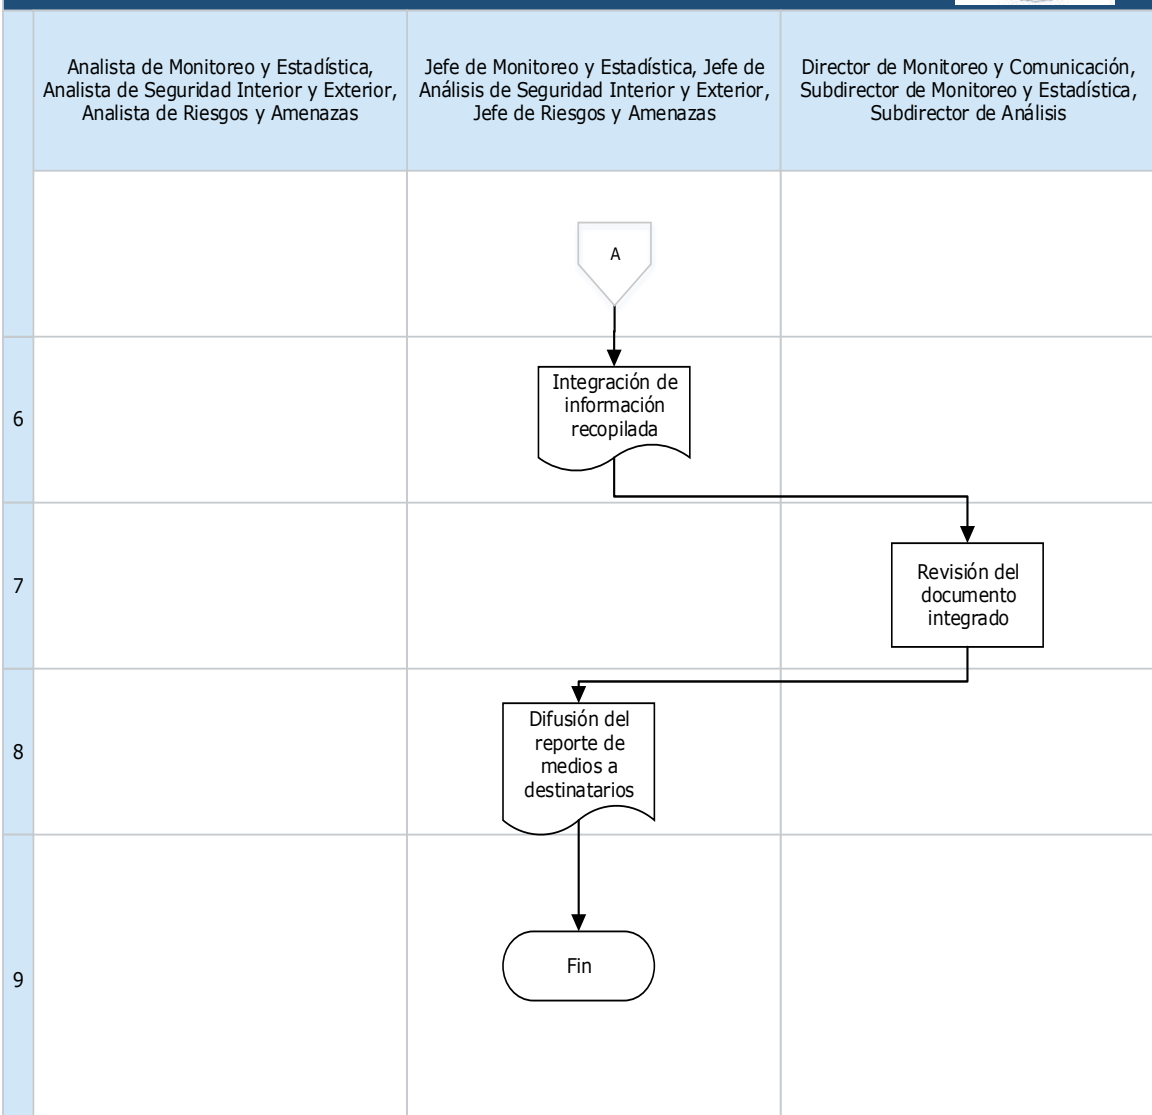 Analista de Monitoreo y Estadística,
Analista de Seguridad Interior y Exterior,
Analista de Riesgos y Amenazas
Jefe de Monitoreo y Estadística, Jefe de
Análisis de Seguridad Interior y Exterior,
Jefe de Riesgos y Amenazas
Director de Monitoreo y Comunicación,
Subdirector de Monitoreo y Estadística,
Subdirector de Análisis
A
6
Integración de
información
recopilada
7
Revisión del
documento
integrado
8
Difusión del
reporte de
medios a
destinatarios
9
Fin